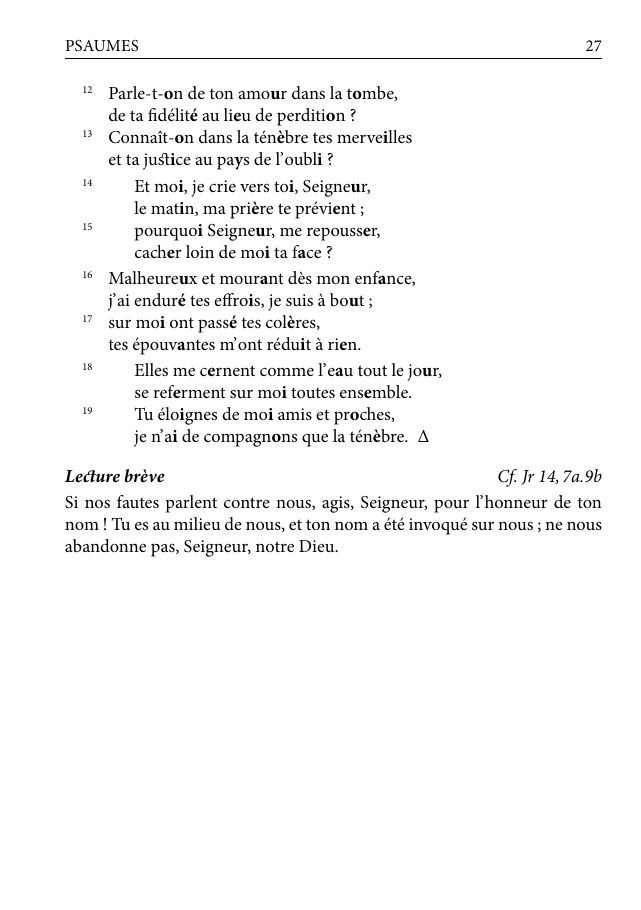 PSAUMES 27
12 Parle-t-on de ton amour dans la tombe,
de ta fidélité au lieu de perdition ?
13 Connaît-on dans la ténèbre tes merveilles
et ta justice au pays de l’oubli ?
14 Et moi, je crie vers toi, Seigneur,
le matin, ma prière te prévient ;
15 pourquoi Seigneur, me repousser,
cacher loin de moi ta face ?
16 Malheureux et mourant dès mon enfance,
j’ai enduré tes effrois, je suis à bout ;
17 sur moi ont passé tes colères,
tes épouvantes m’ont réduit à rien.
18 Elles me cernent comme l’eau tout le jour,
se referment sur moi toutes ensemble.
19 Tu éloignes de moi amis et proches,
je n’ai de compagnons que la ténèbre. Δ
Lecture brève Cf. Jr 14, 7a.9b
Si nos fautes parlent contre nous, agis, Seigneur, pour l’honneur de ton
nom ! Tu es au milieu de nous, et ton nom a été invoqué sur nous ; ne nous
abandonne pas, Seigneur, notre Dieu.